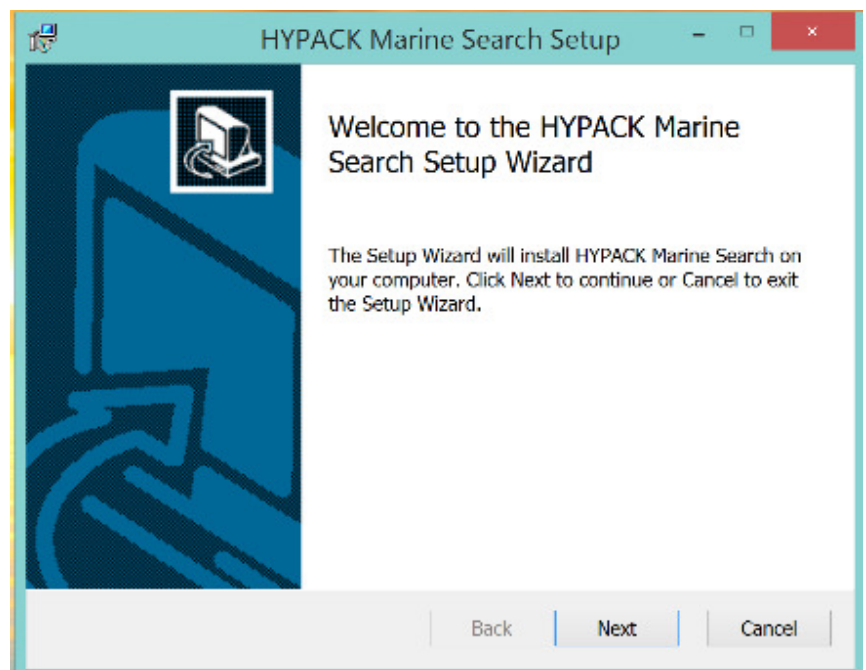 HYPACK Marine Search Setup
Welcome to the HYPACK Marine
Search Setup Wizard
The Setup Wizard will install HYPACK Marine Search on
your computer. Click Next to continue or Cancel to exit
the Setup Wizard.
Back Next Cancel